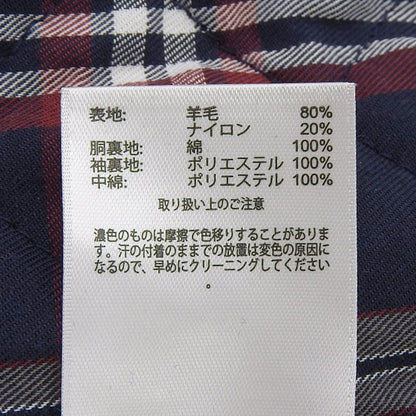 表地: 羊毛 80%
ナイロン 20%
胴裏地: 綿 100%
袖裏地: ポリエステル 100%
中綿: ポリエステル 100%
取り扱い上のご注意
濃色のものは摩擦で色移りすることがありま
す。汗の付着のままでの放置は変色の原因に
なるので、早めにクリーニングしてくださ
い。